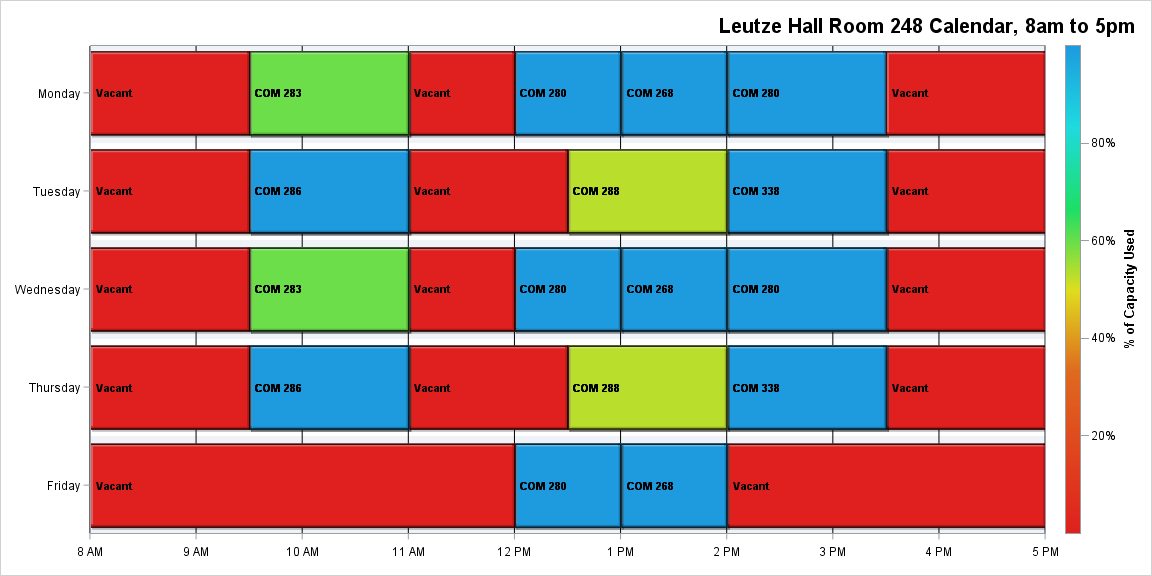 Leutze Hall Room 248 Calendar, 8am to 5pm
Monday
Vacant
COM 283
Vacant
COM 280
COM 268
COM 280
Vacant
Tuesday
Vacant
COM 286
Vacant
COM 288
COM 338
Vacant
Wednesday
Vacant
COM 283
Vacant
COM 280
COM 268
COM 280
Vacant
Thursday
Vacant
COM 286
Vacant
COM 288
COM 338
Vacant
Friday
Vacant
COM 280
COM 268
Vacant
8 AM
9 AM
10 AM
11 AM
12 PM
1 PM
2 PM
3 PM
4 PM
5 PM
80%
60%
40%
20%
% of Capacity Used